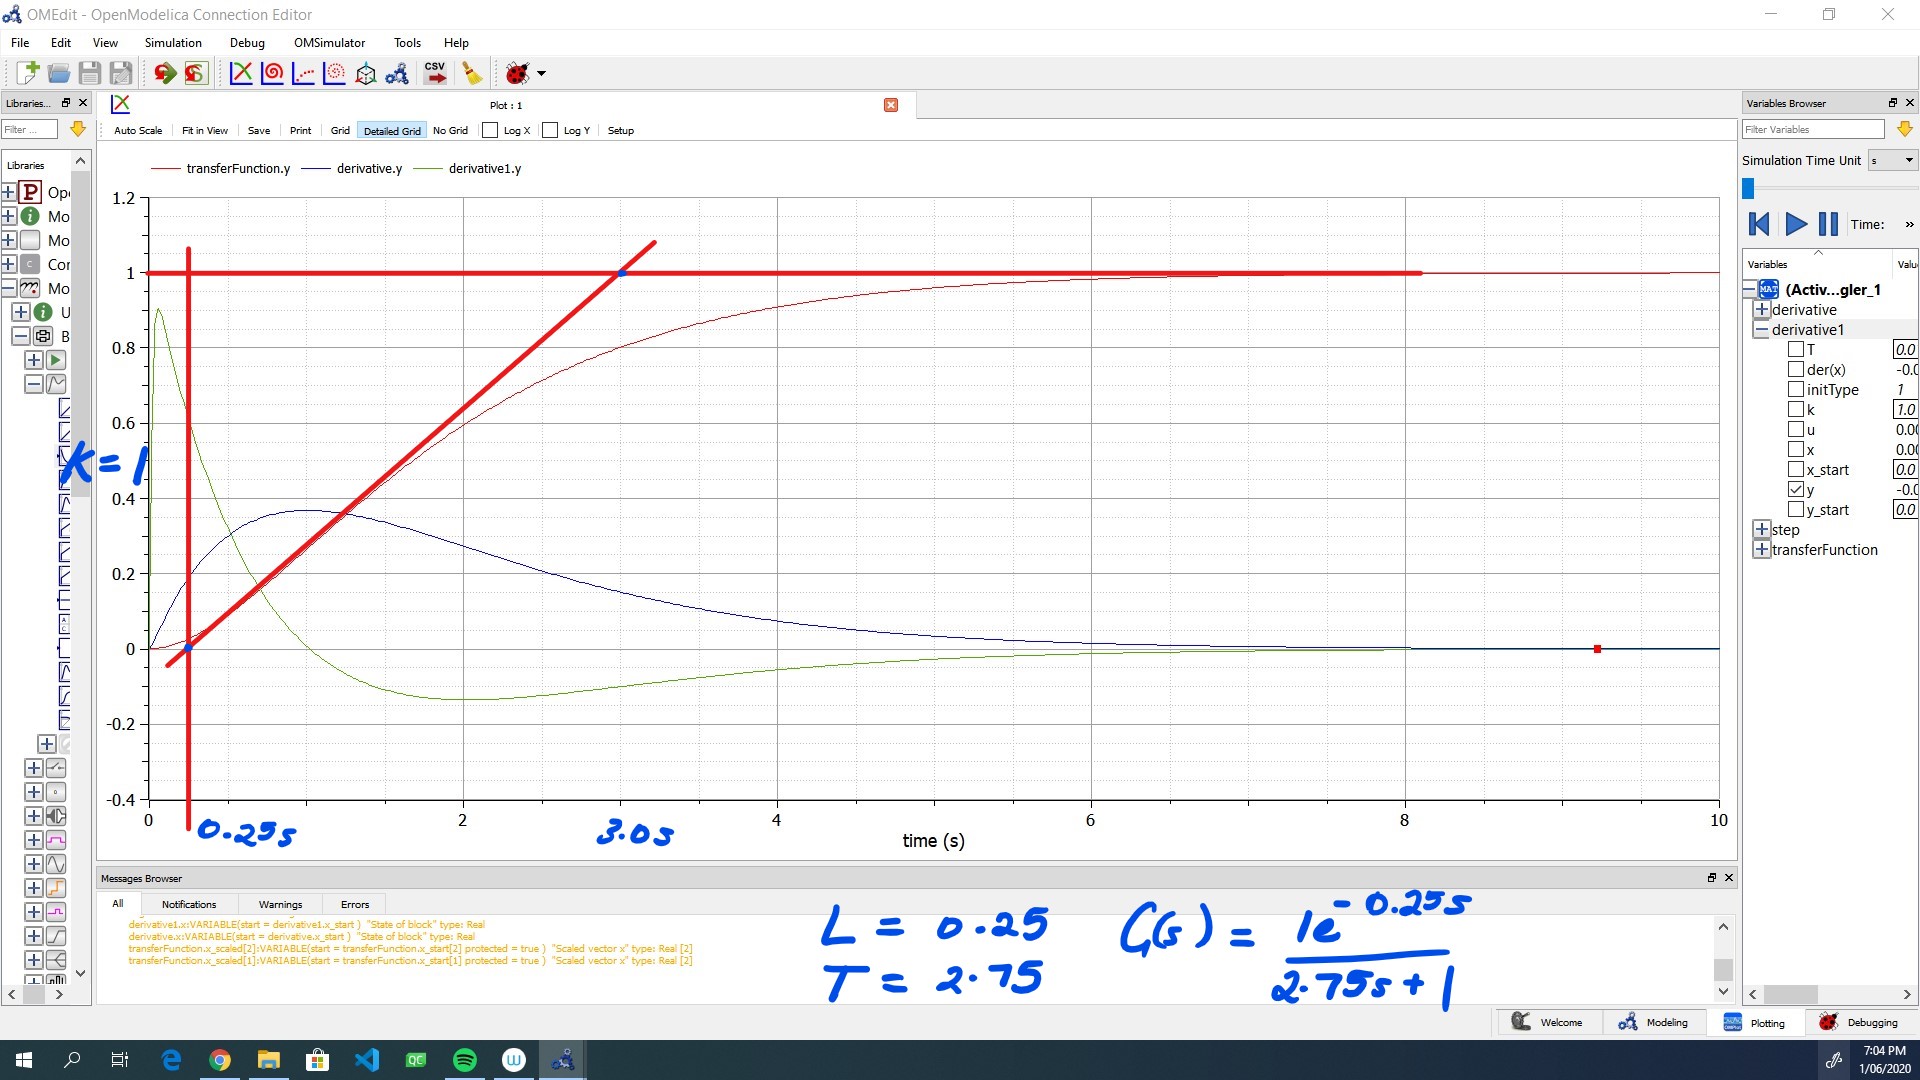 OMEdit - OpenModelica Connection Editor
File Edit View Simulation Debug OMSimulator Tools Help
CSV
Libraries...
Plot : 1
Variables Browser
Filter ...
Auto Scale Fit in View Save Print Grid Detailed Grid No Grid Log X Log Y Setup
Filter Variables
Libraries
Simulation Time Unit s
transferFunction.y derivative.y derivative1.y
P Ope
Mo
Mo
Cor
Mo
U
B
Time: »
Variables Valu
MAT (Activ...gler_1
derivative
derivative1
T 0.0
der(x) -0.0
initType 1
k 1.0
u 0.00
x 0.00
x_start 0.0
y -0.0
y_start 0.0
step
transferFunction
1.2
1
0.8
0.6
0.4
0.2
0
-0.2
-0.4
K = 1
0 2 4 6 8 10
0.25s 3.0s
time (s)
Messages Browser
All Notifications Warnings Errors
derivative1.x:VARIABLE(start = derivative1.x_start ) "State of block" type: Real
derivative.x:VARIABLE(start = derivative.x_start ) "State of block" type: Real
transferFunction.x_scaled[2]:VARIABLE(start = transferFunction.x_start[2] protected = true ) "Scaled vector x" type: Real [2]
transferFunction.x_scaled[1]:VARIABLE(start = transferFunction.x_start[1] protected = true ) "Scaled vector x" type: Real [2]
L = 0.25
T = 2.75
G(s) = 1e^-0.25s
2.75s + 1
Welcome Modeling Plotting Debugging
QC
7:04 PM
1/06/2020